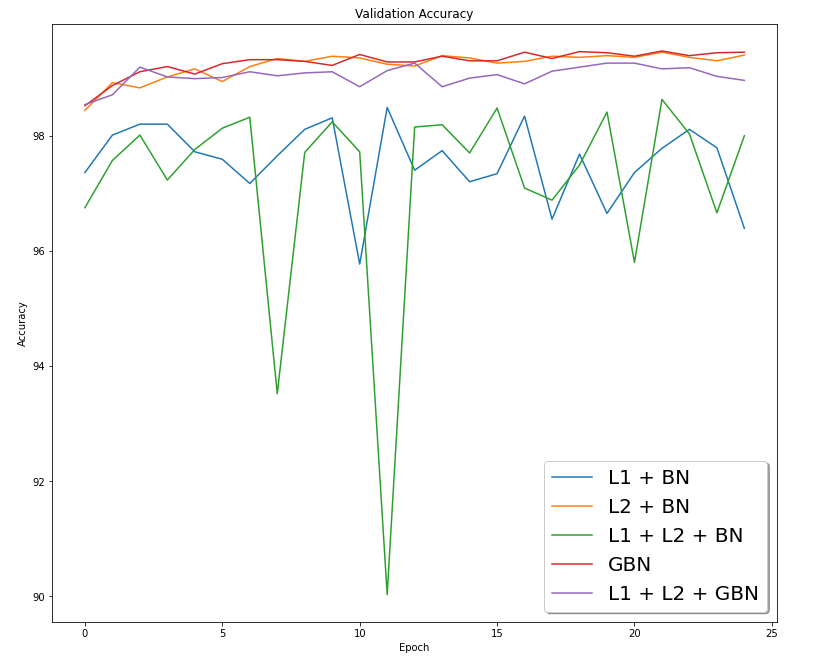 Validation Accuracy
Accuracy
98
96
94
92
90
0
5
10
15
20
25
Epoch
L1 + BN
L2 + BN
L1 + L2 + BN
GBN
L1 + L2 + GBN